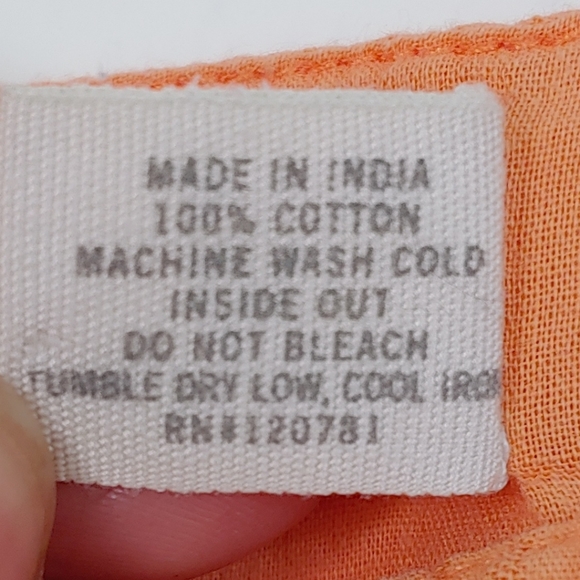 MADE IN INDIA
100% COTTON
MACHINE WASH COLD
INSIDE OUT
DO NOT BLEACH
TUMBLE DRY LOW, COOL IRON
RN#120781